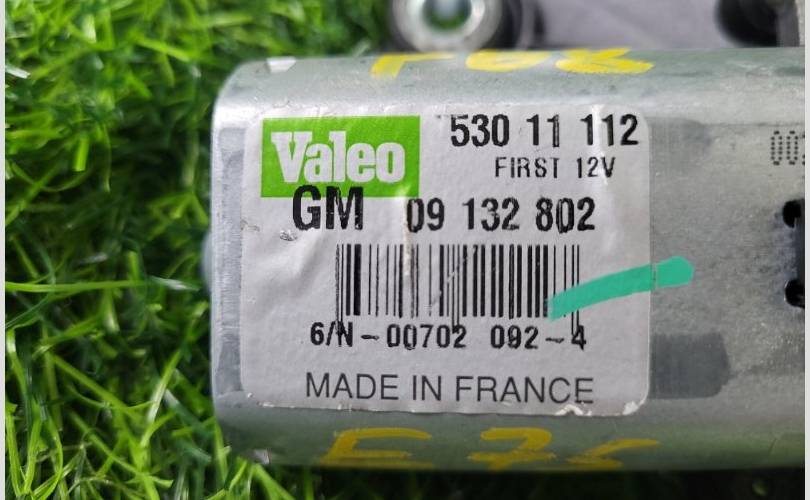 Valeo
530 11 112
FIRST 12V
GM 09 132 802
6/N-00702 092-4
MADE IN FRANCE